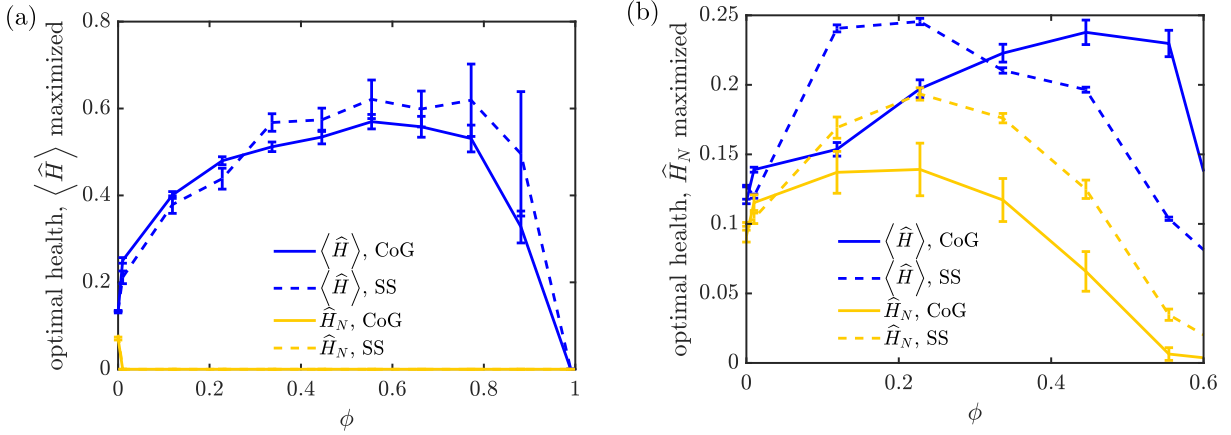 (a)
optimal health, ⟨Ĥ⟩ maximized
0.8
0.6
0.4
0.2
0
0
0.2
0.4
0.6
0.8
1
ϕ
⟨Ĥ⟩, CoG
⟨Ĥ⟩, SS
Ĥ_N, CoG
Ĥ_N, SS
(b)
optimal health, Ĥ_N maximized
0.25
0.2
0.15
0.1
0.05
0
0
0.2
0.4
0.6
ϕ
⟨Ĥ⟩, CoG
⟨Ĥ⟩, SS
Ĥ_N, CoG
Ĥ_N, SS